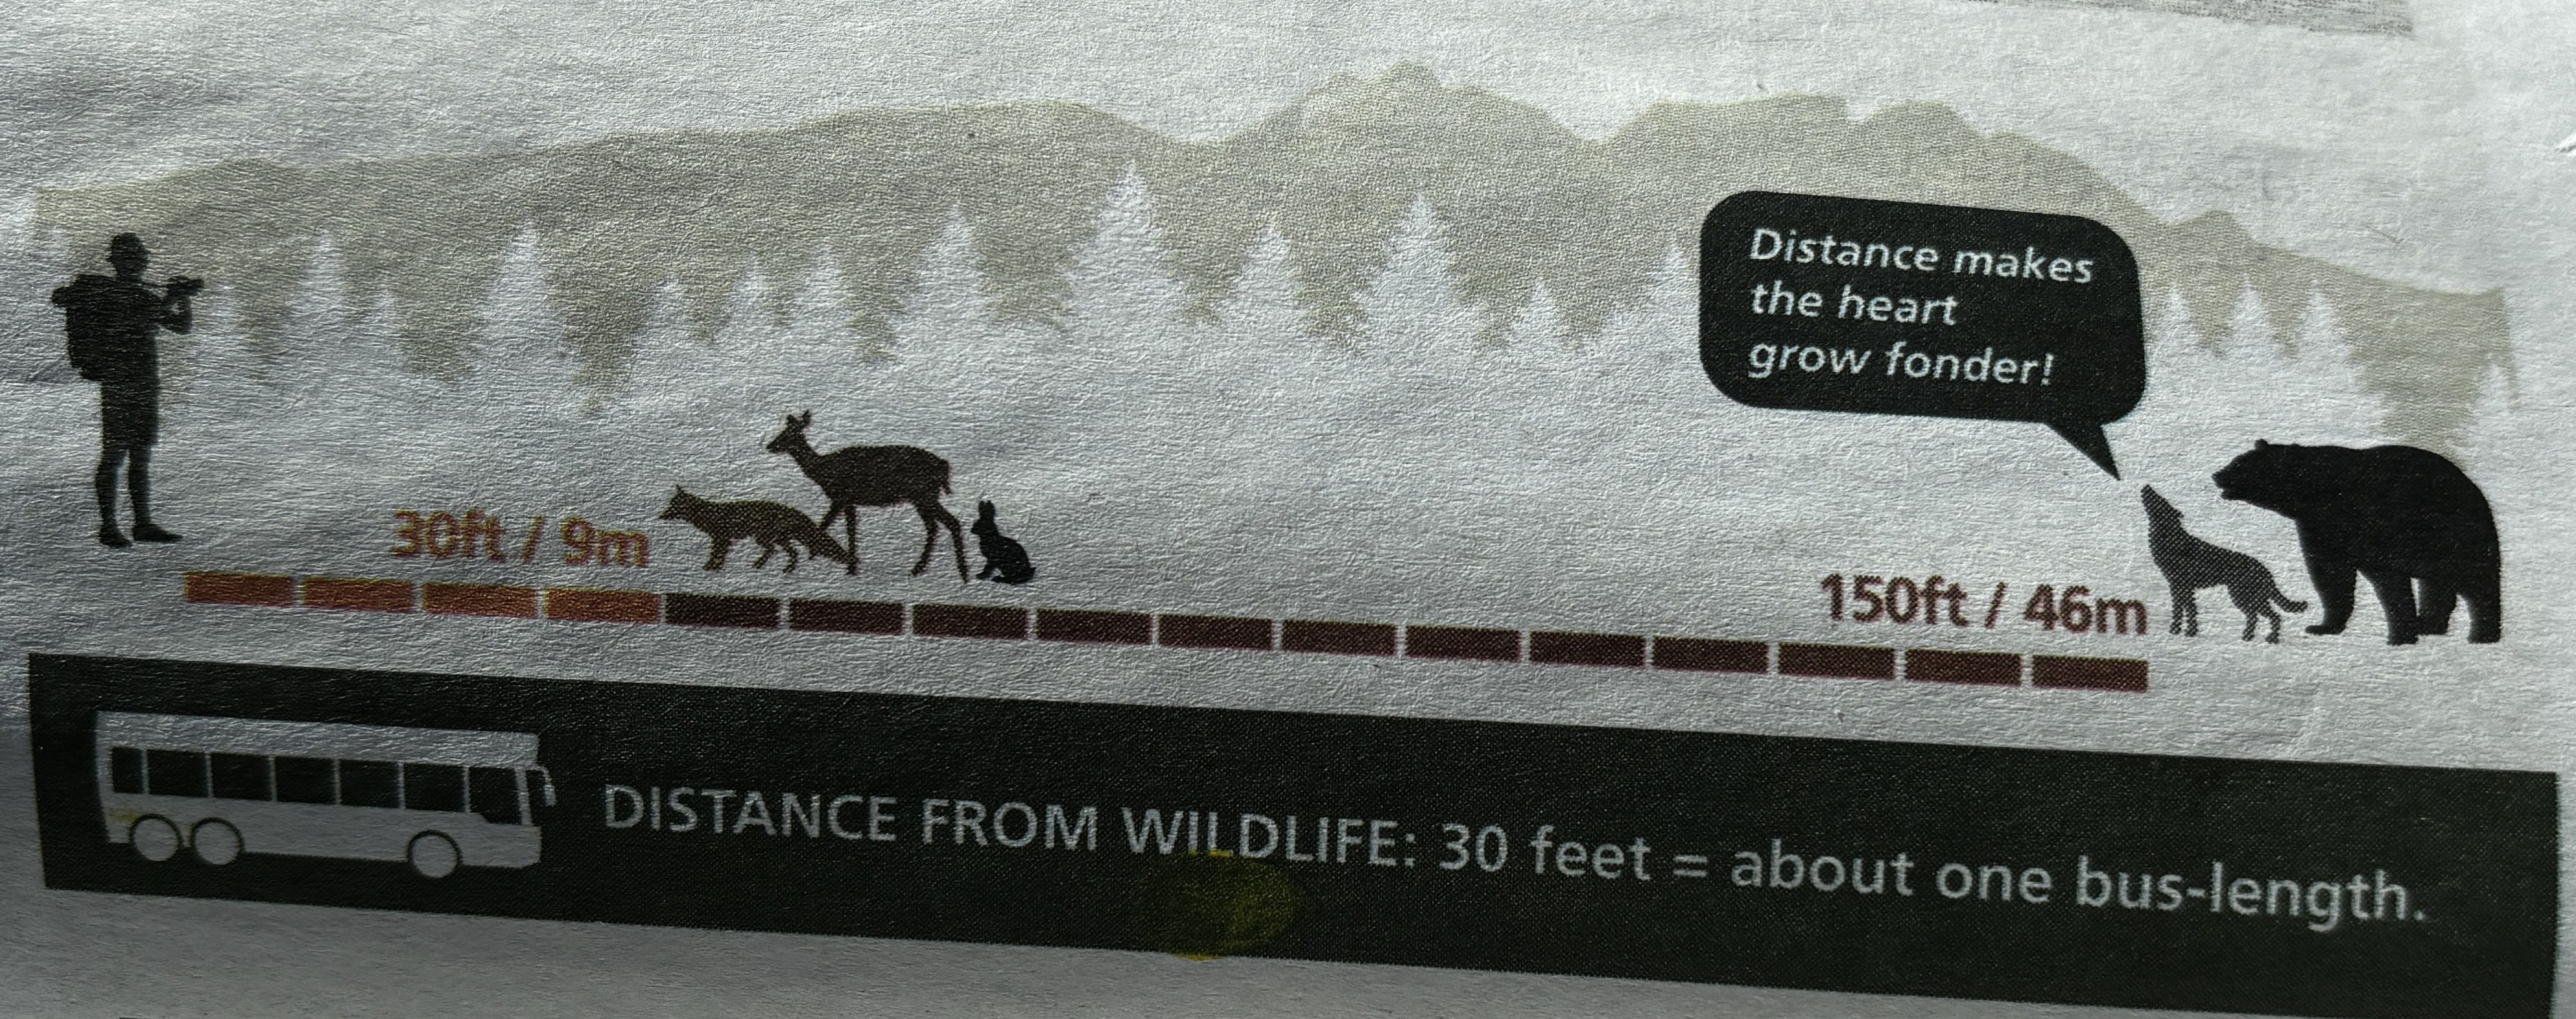 Distance makes
the heart
grow fonder!
30ft / 9m
150ft / 46m
DISTANCE FROM WILDLIFE: 30 feet = about one bus-length.